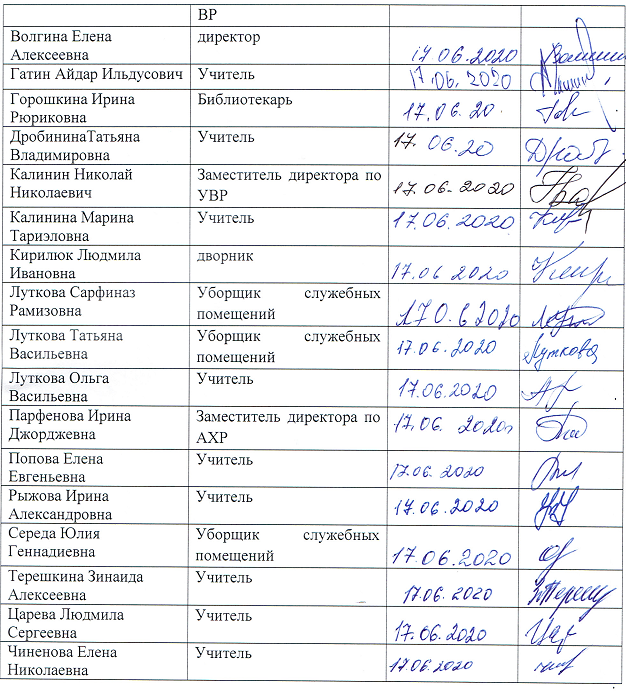 ВР
Волгина Елена директор
Алексеевна 17.06.2020
Гатин Айдар Ильдусович Учитель 17.06.2020
Горошкина Ирина Библиотекарь
Рюриковна 17.06.20.
ДробининаТатьяна Учитель 17.06.20
Владимировна Дроб
Калинин Николай Заместитель директора по
Николаевич УВР 17.06.2020
Калинина Марина Учитель 17.06.2020
Тариэловна
Кирилюк Людмила дворник
Ивановна 17.06 2020
Луткова Сарфиназ Уборщик служебных
Рамизовна помещений 170.62020
Луткова Татьяна Уборщик служебных
Васильевна помещений 17.06.2020 Луткова
Луткова Ольга Учитель
Васильевна 17.06.2020
Парфенова Ирина Заместитель директора по
Джорджевна АХР 17.06.2020
Попова Елена Учитель
Евгеньевна 17.06.2020
Рыжова Ирина Учитель
Александровна 17.06.2020
Середа Юлия Уборщик служебных
Геннадиевна помещений 17.06.2020
Терешкина Зинаида Учитель
Алексеевна 17.06.2020
Царева Людмила Учитель
Сергеевна 17.06.2020 Цар
Чиненова Елена Учитель
Николаевна 17.06.2020